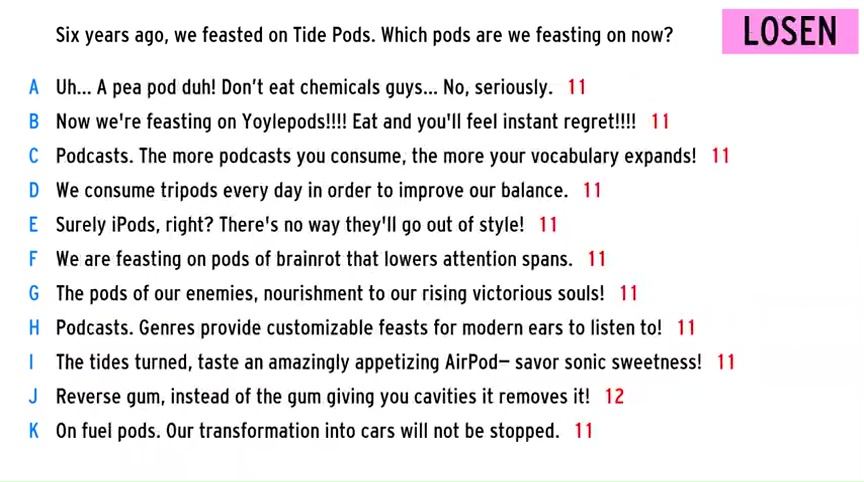 Six years ago, we feasted on Tide Pods. Which pods are we feasting on now?
LOSEN
A Uh... A pea pod duh! Don't eat chemicals guys... No, seriously. 11
B Now we're feasting on Yoylepods!!!! Eat and you'll feel instant regret!!!! 11
C Podcasts. The more podcasts you consume, the more your vocabulary expands! 11
D We consume tripods every day in order to improve our balance. 11
E Surely iPods, right? There's no way they'll go out of style! 11
F We are feasting on pods of brainrot that lowers attention spans. 11
G The pods of our enemies, nourishment to our rising victorious souls! 11
H Podcasts. Genres provide customizable feasts for modern ears to listen to! 11
I The tides turned, taste an amazingly appetizing AirPod— savor sonic sweetness! 11
J Reverse gum, instead of the gum giving you cavities it removes it! 12
K On fuel pods. Our transformation into cars will not be stopped. 11